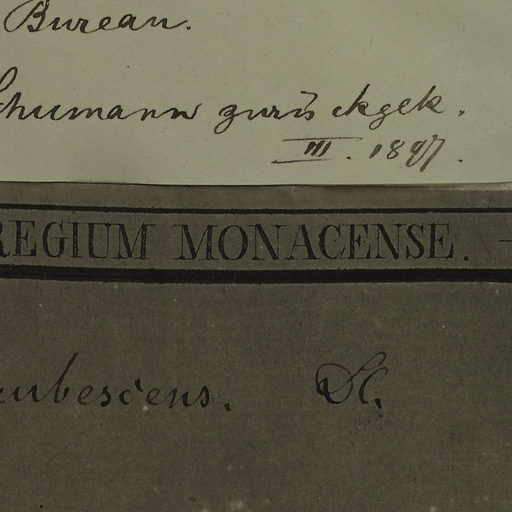 Bureau.
Schumann zurückgek.
III. 1897.
REGIUM MONACENSE. —
ubescens.